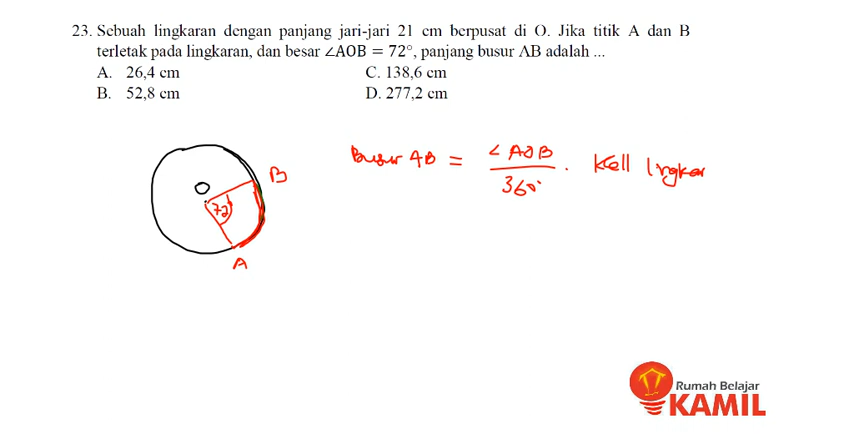 23. Sebuah lingkaran dengan panjang jari-jari 21 cm berpusat di O. Jika titik A dan B
terletak pada lingkaran, dan besar ∠AOB = 72°, panjang busur AB adalah ...
A. 26,4 cm C. 138,6 cm
B. 52,8 cm D. 277,2 cm
Busur AB = ∠AOB / 360° . Kell lingkar
O
B
72
A
Rumah Belajar
KAMIL